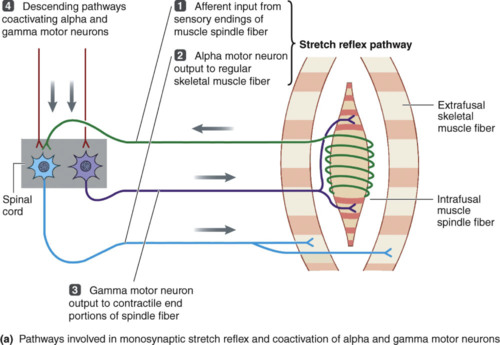 4 Descending pathways
coactivating alpha and
gamma motor neurons
1 Afferent input from
sensory endings of
muscle spindle fiber
2 Alpha motor neuron
output to regular
skeletal muscle fiber
Stretch reflex pathway
Extrafusal
skeletal
muscle fiber
Spinal
cord
Intrafusal
muscle
spindle fiber
3 Gamma motor neuron
output to contractile end
portions of spindle fiber
(a) Pathways involved in monosynaptic stretch reflex and coactivation of alpha and gamma motor neurons